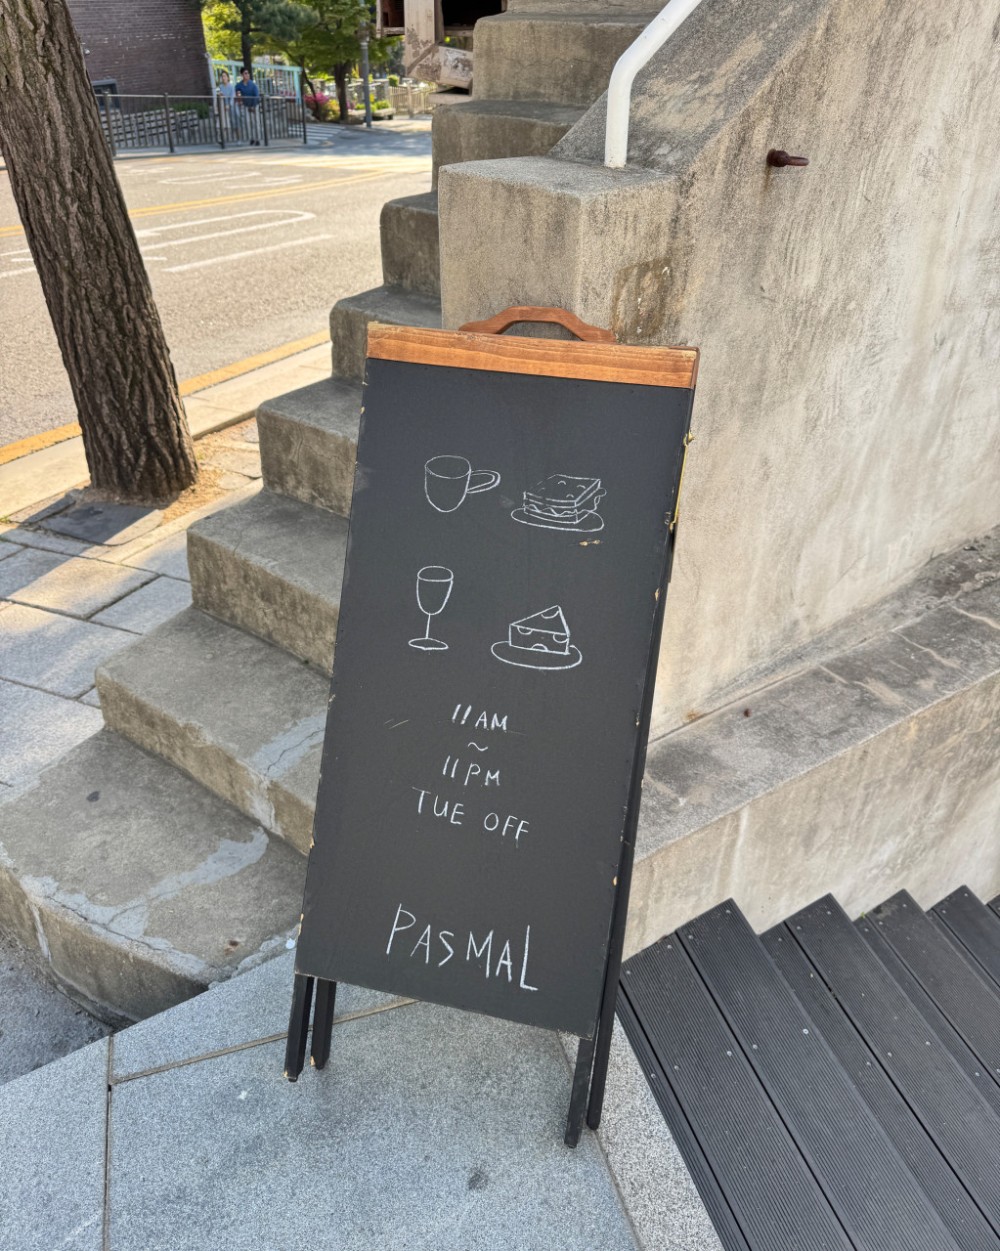 11AM
~
11PM
TUE OFF
PASMAL